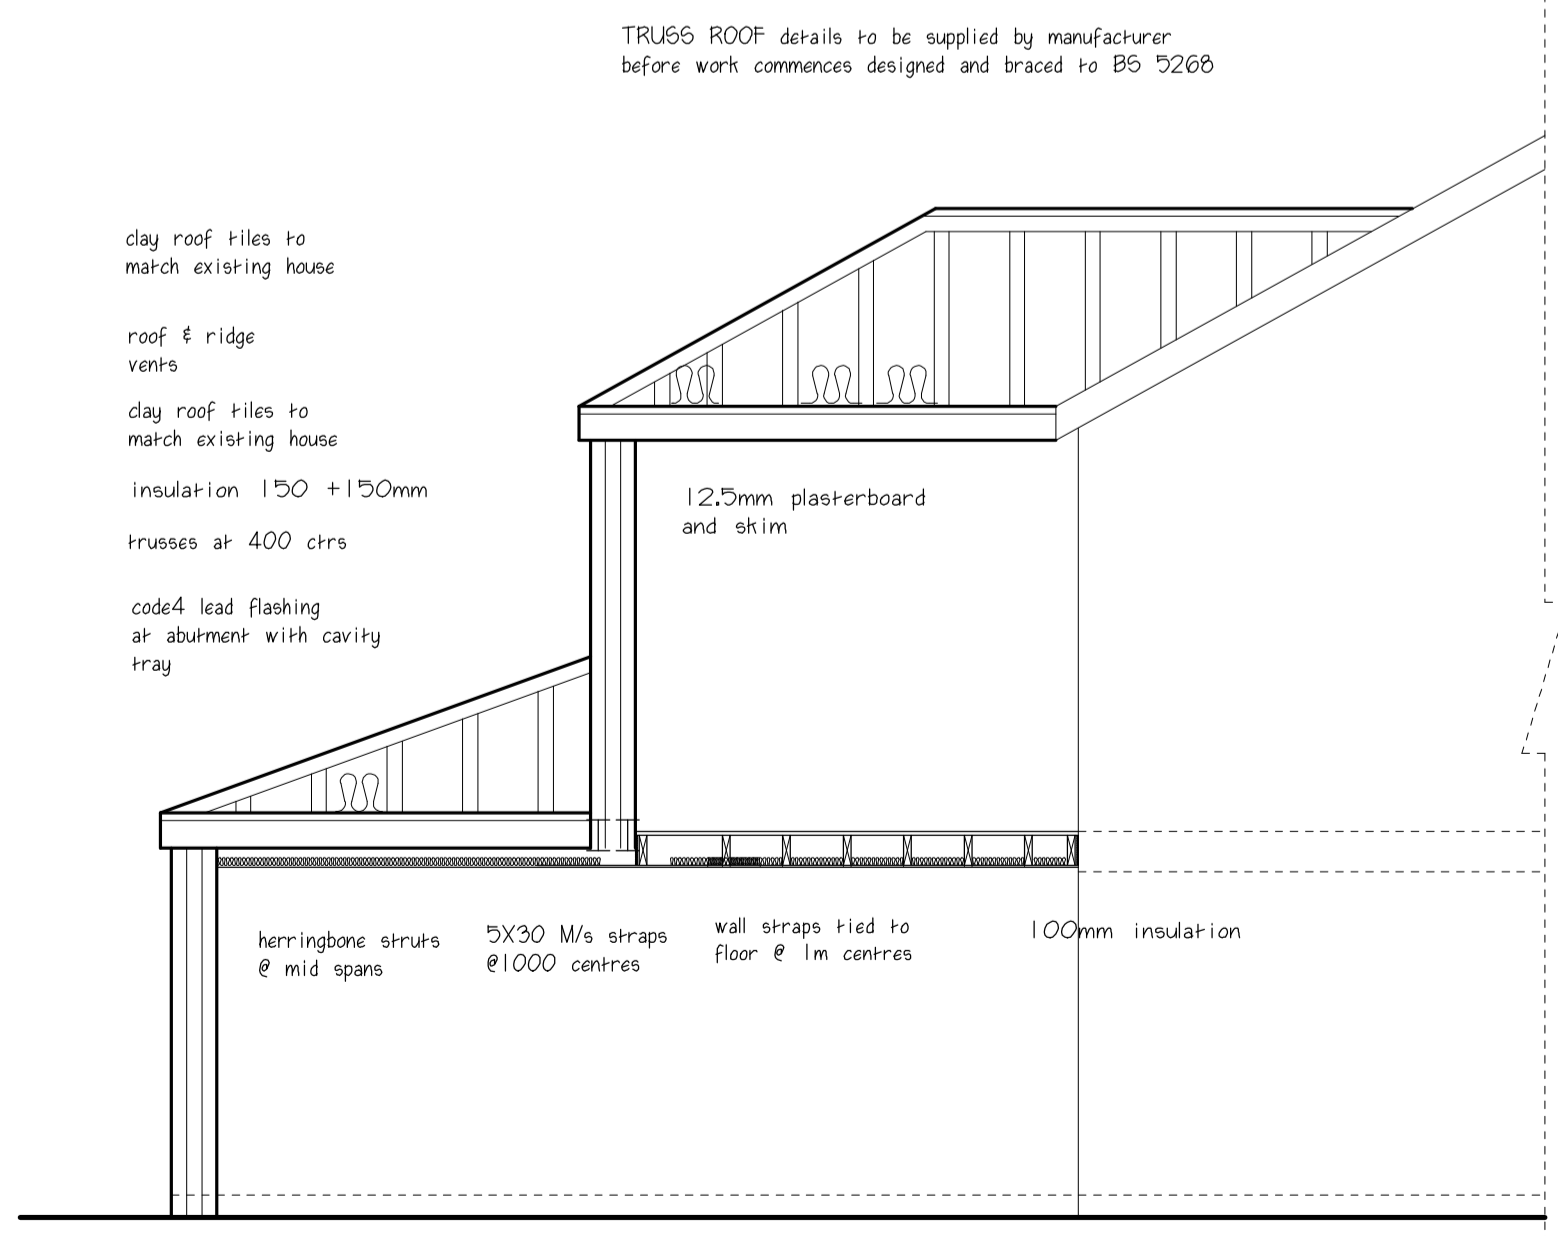 TRUSS ROOF details to be supplied by manufacturer
before work commences designed and braced to BS 5268
clay roof tiles to
match existing house
roof & ridge
vents
clay roof tiles to
match existing house
insulation 150 +150mm
trusses at 400 ctrs
code4 lead flashing
at abutment with cavity
tray
12.5mm plasterboard
and skim
herringbone struts
@ mid spans
5X30 M/s straps
@1000 centres
wall straps tied to
floor @ 1m centres
100mm insulation